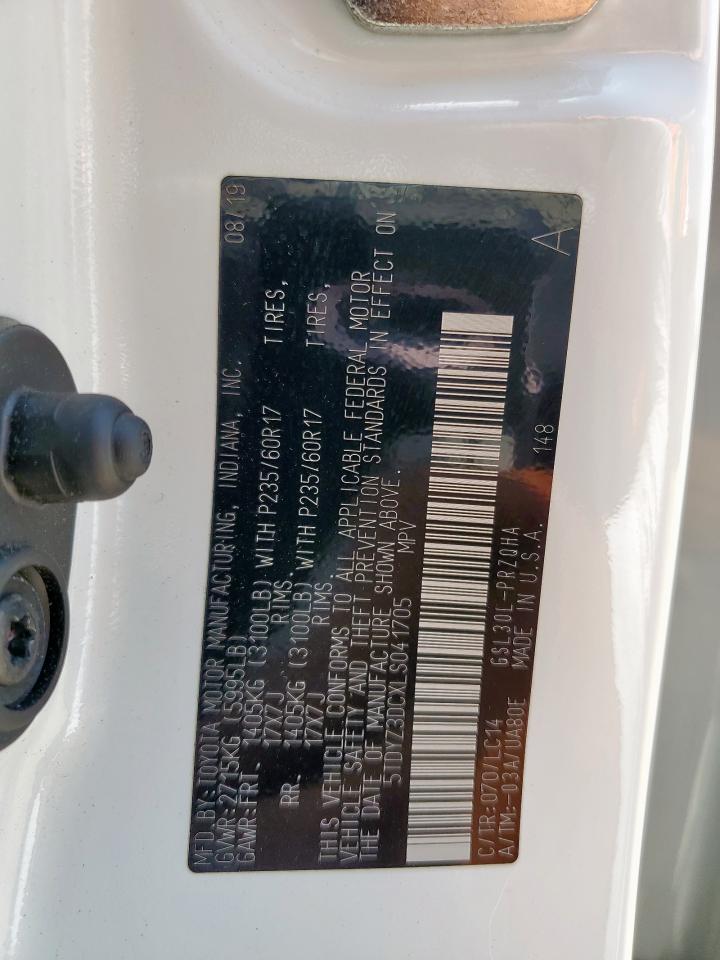 MFD. BY: TOYOTA MOTOR MANUFACTURING, INDIANA, INC. 08/19
GVWR: 2715KG (5995LB)
GAWR: FRT- 1405KG (3100LB) WITH P235/60R17 TIRES,
17X7J RIMS
RR- 1405KG (3100LB) WITH P235/60R17 TIRES,
17X7J RIMS
THIS VEHICLE CONFORMS TO ALL APPLICABLE FEDERAL MOTOR
VEHICLE SAFETY AND THEFT PREVENTION STANDARDS IN EFFECT ON
THE DATE OF MANUFACTURE SHOWN ABOVE.
5TDYZ3DCXLS041705 MPV
C/TR: 070/LC14 GSL30L-PRZQHA 148 A
A/TM:-03A/UA80E MADE IN U.S.A.